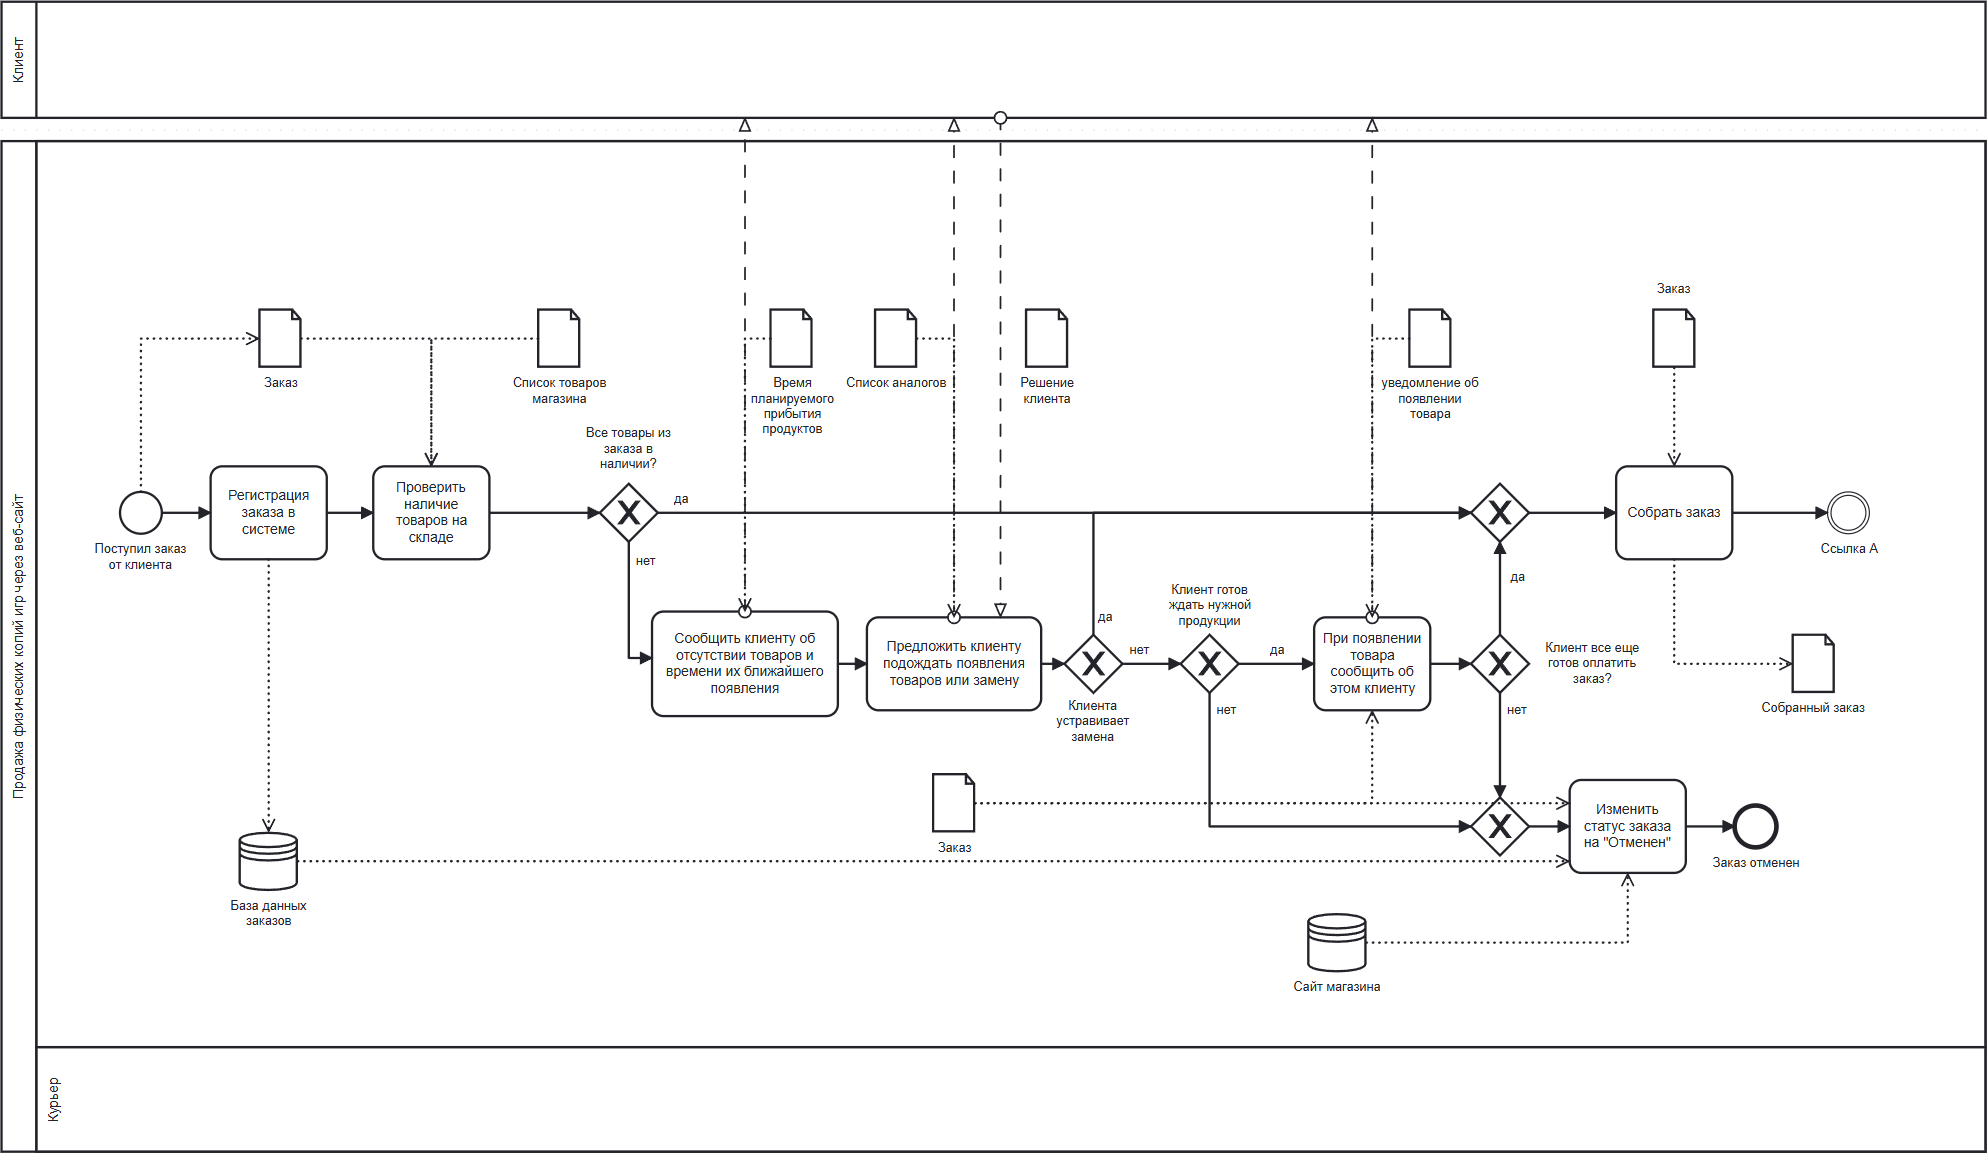 Клиент
Продажа физических копий игр через веб-сайт
Курьер
Поступил заказ
от клиента
Заказ
Регистрация
заказа в
системе
Проверить
наличие
товаров на
складе
Список товаров
магазина
Все товары из
заказа в
наличии?
да
нет
Время
планируемого
прибытия
продуктов
Список аналогов
Решение
клиента
Сообщить клиенту об
отсутствии товаров и
времени их ближайшего
появления
Предложить клиенту
подождать появления
товаров или замену
Клиента
устравивает
замена
да
нет
Клиент готов
ждать нужной
продукции
да
нет
уведомление об
появлении
товара
При появлении
товара
сообщить об
этом клиенту
Клиент все еще
готов оплатить
заказ?
да
нет
Заказ
Собрать заказ
Ссылка А
Собранный заказ
Заказ
Изменить
статус заказа
на "Отменен"
Заказ отменен
База данных
заказов
Сайт магазина